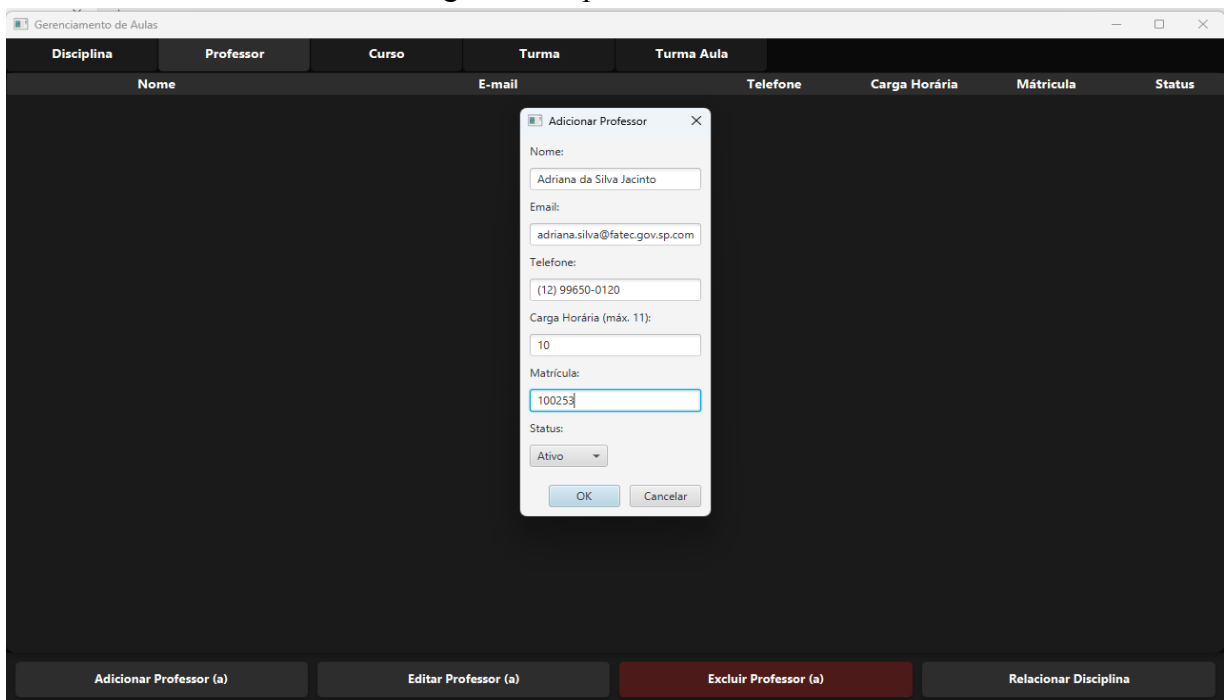 Gerenciamento de Aulas
Disciplina Professor Curso Turma Turma Aula
Nome E-mail Telefone Carga Horária Mátricula Status
Adicionar Professor
Nome:
Adriana da Silva Jacinto
Email:
adriana.silva@fatec.gov.sp.com
Telefone:
(12) 99650-0120
Carga Horária (máx. 11):
10
Matrícula:
100253
Status:
Ativo
OK Cancelar
Adicionar Professor (a) Editar Professor (a) Excluir Professor (a) Relacionar Disciplina